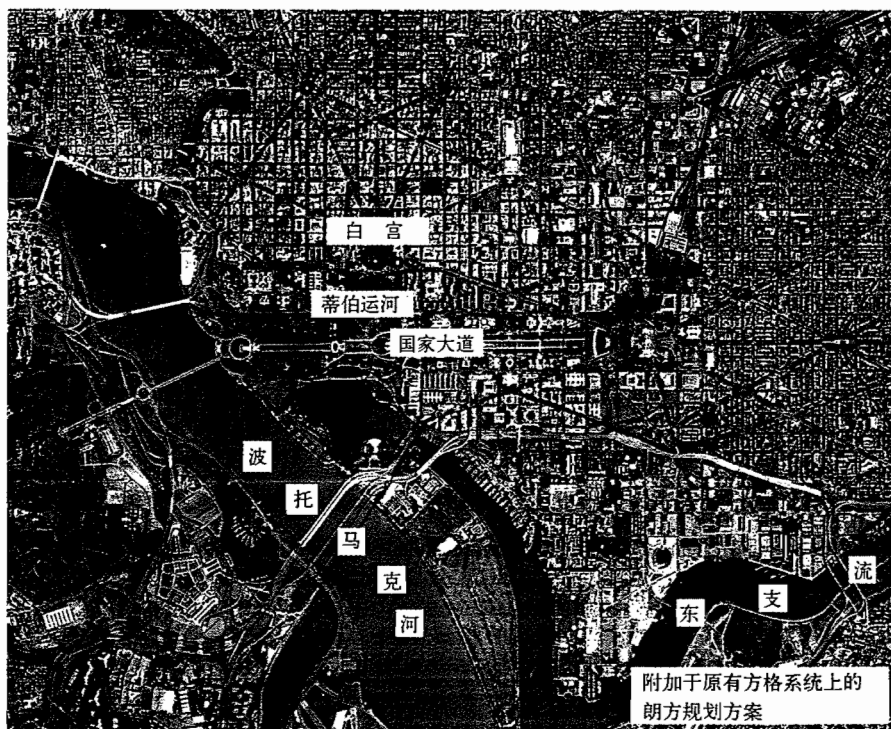 白 宫
蒂伯运河
国家大道
波
托
马
克
河
东
支
流
附加于原有方格系统上的
朗方规划方案